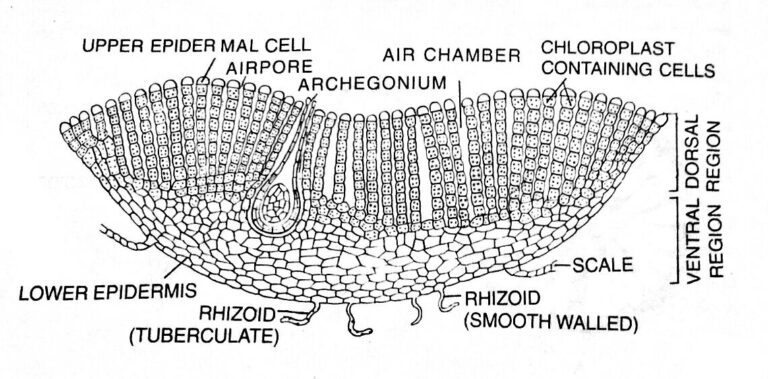 UPPER EPIDER MAL CELL
AIRPORE
ARCHEGONIUM
AIR CHAMBER
CHLOROPLAST
CONTAINING CELLS
DORSAL
REGION
VENTRAL
REGION
SCALE
LOWER EPIDERMIS
RHIZOID
(TUBERCULATE)
RHIZOID
(SMOOTH WALLED)